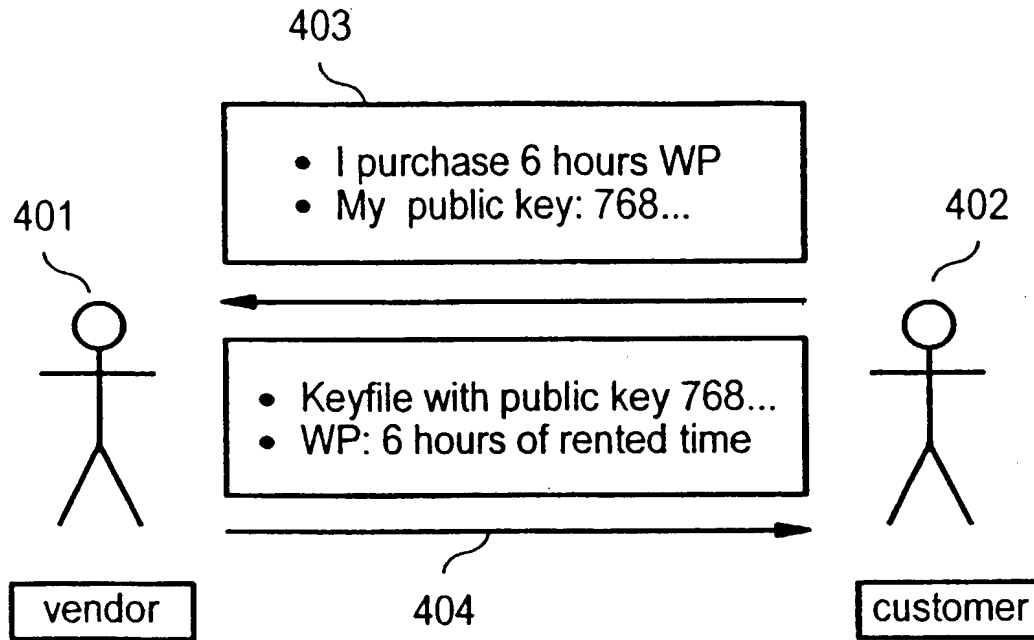 403
• I purchase 6 hours WP
• My public key: 768...
401
402
• Keyfile with public key 768...
• WP: 6 hours of rented time
404
vendor
customer